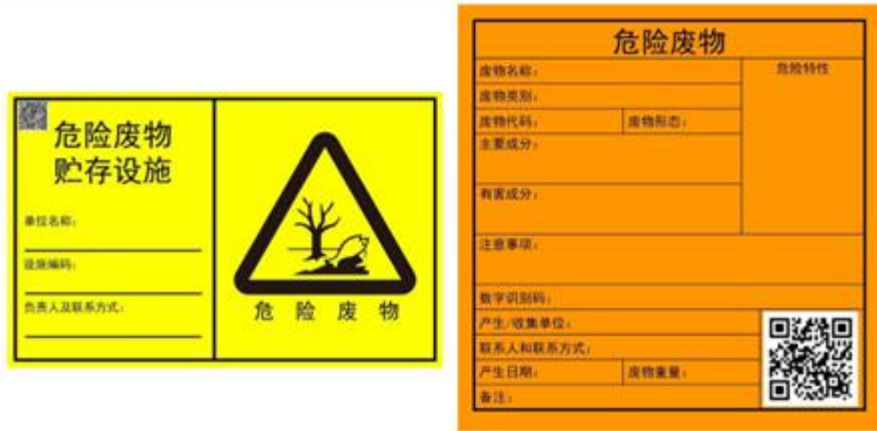 危险废物
贮存设施
单位名称：
设施编码：
负责人及联系方式：
危险废物
危险废物
废物名称：
危险特性
废物类别：
废物代码：
废物形态：
主要成分：
有害成分：
注意事项：
数字识别码：
产生/收集单位：
联系人和联系方式：
产生日期：
废物重量：
备注：